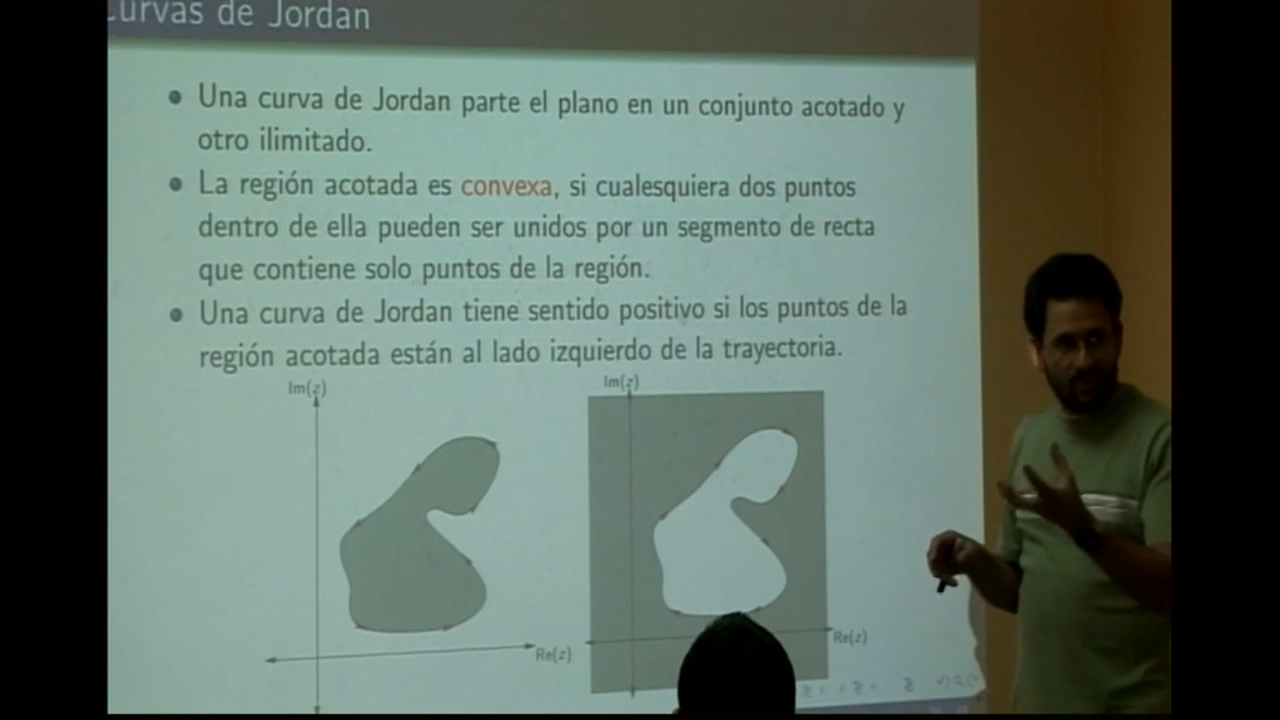 urvas de Jordan
Una curva de Jordan parte el plano en un conjunto acotado y
otro ilimitado.
La región acotada es convexa, si cualesquiera dos puntos
dentro de ella pueden ser unidos por un segmento de recta
que contiene solo puntos de la región.
Una curva de Jordan tiene sentido positivo si los puntos de la
región acotada están al lado izquierdo de la trayectoria.
Im(z) Im(z)
Re(z) Re(z)